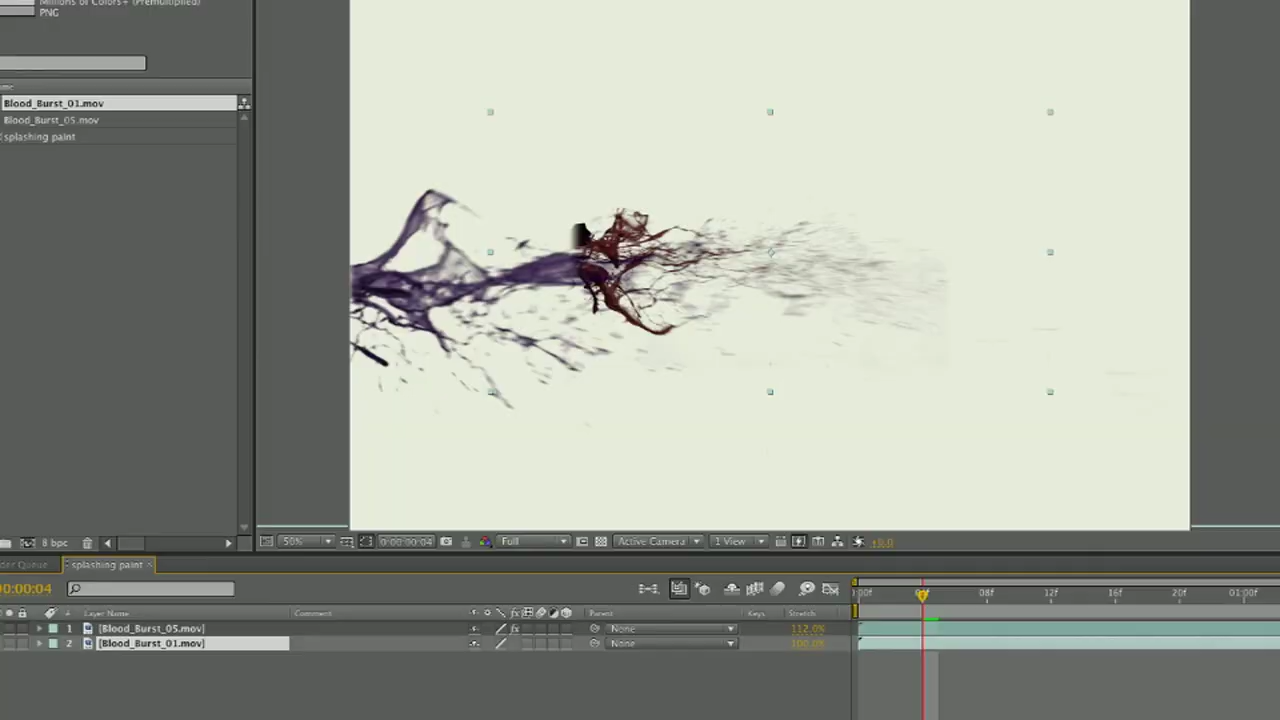 Millions of Colors+ (Premultiplied)
PNG
Blood_Burst_01.mov
Blood_Burst_05.mov
splashing paint
8 bpc
50%
0:00:00:04
Full
Active Camera
1 View
+0.0
der Queue
splashing paint
00:00:04
Layer Name
Comment
Parent
Keys
Stretch
:00f
08f
12f
16f
20f
01:00f
1 [Blood_Burst_05.mov] None 112.0%
2 [Blood_Burst_01.mov] None 100.0%